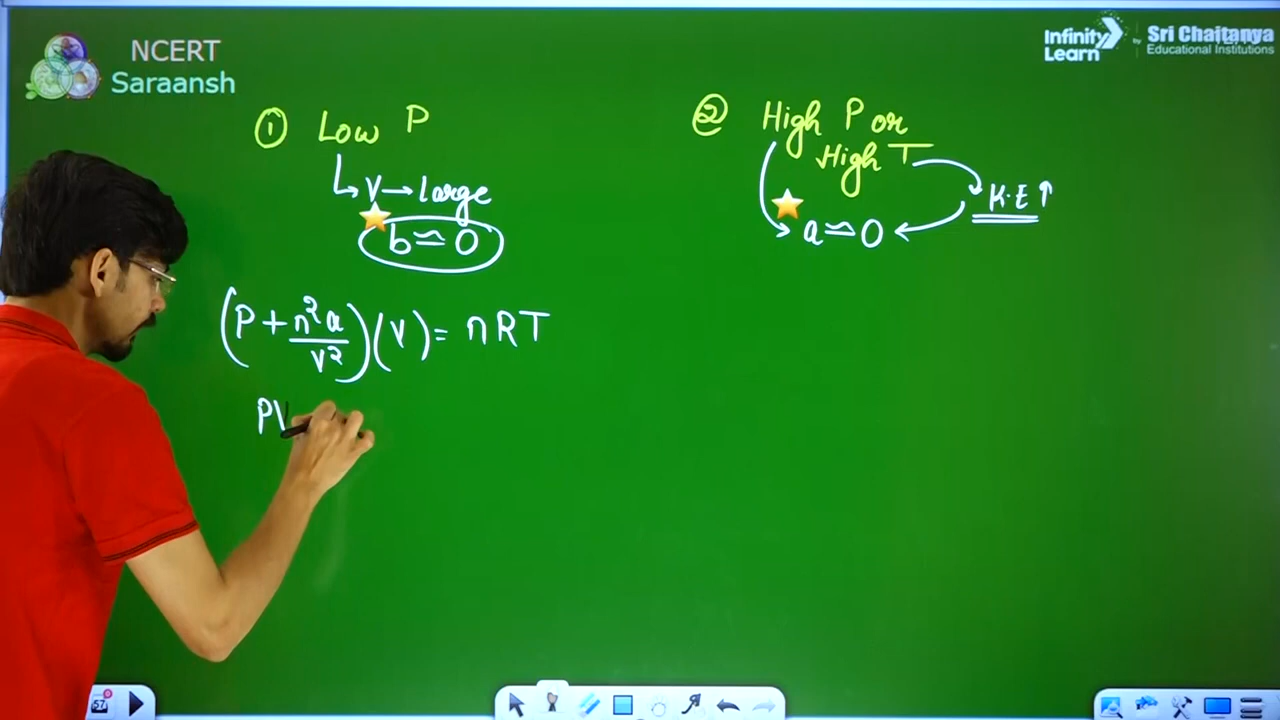 NCERT
Saraansh
Infinity
Learn
by
Sri Chaitanya
Educational Institutions
① Low P
↳ V → large
b ≃ 0
(P + n²a/V²)(V) = nRT
PV
② High P or
High T
K.E ↑
a ≃ 0